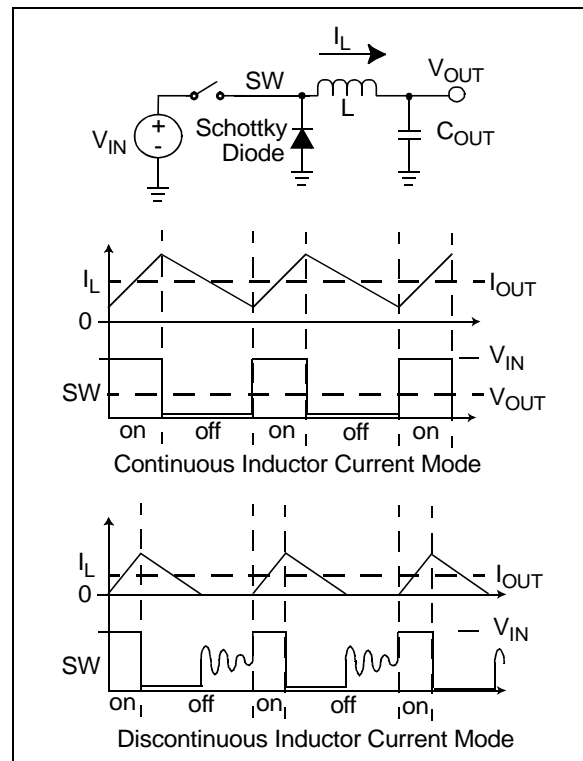 I_L
V_OUT
SW
L
+
-
V_IN
Schottky
Diode
C_OUT
I_L
I_OUT
0
V_IN
SW
V_OUT
on off on off on
Continuous Inductor Current Mode
I_L
I_OUT
0
V_IN
SW
on off on off on
Discontinuous Inductor Current Mode